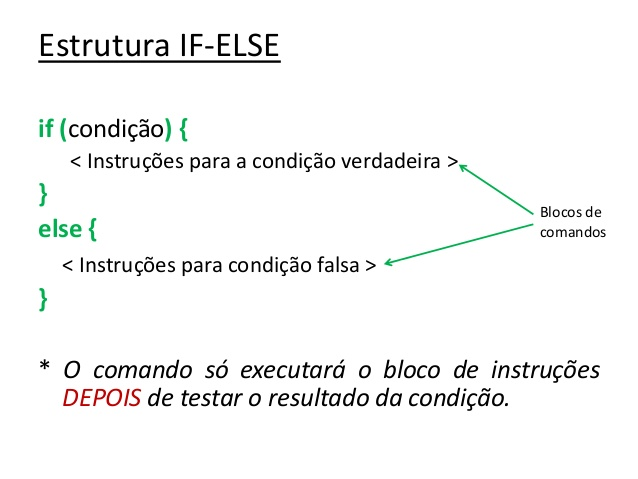 Estrutura IF-ELSE
if (condição) {
< Instruções para a condição verdadeira >
}
else {
< Instruções para condição falsa >
}
Blocos de
comandos
* O comando só executará o bloco de instruções
DEPOIS de testar o resultado da condição.